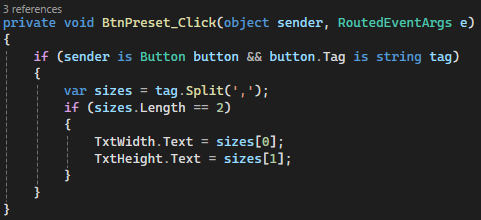 3 references
private void BtnPreset_Click(object sender, RoutedEventArgs e)
{
    if (sender is Button button && button.Tag is string tag)
    {
        var sizes = tag.Split(',');
        if (sizes.Length == 2)
        {
            TxtWidth.Text = sizes[0];
            TxtHeight.Text = sizes[1];
        }
    }
}